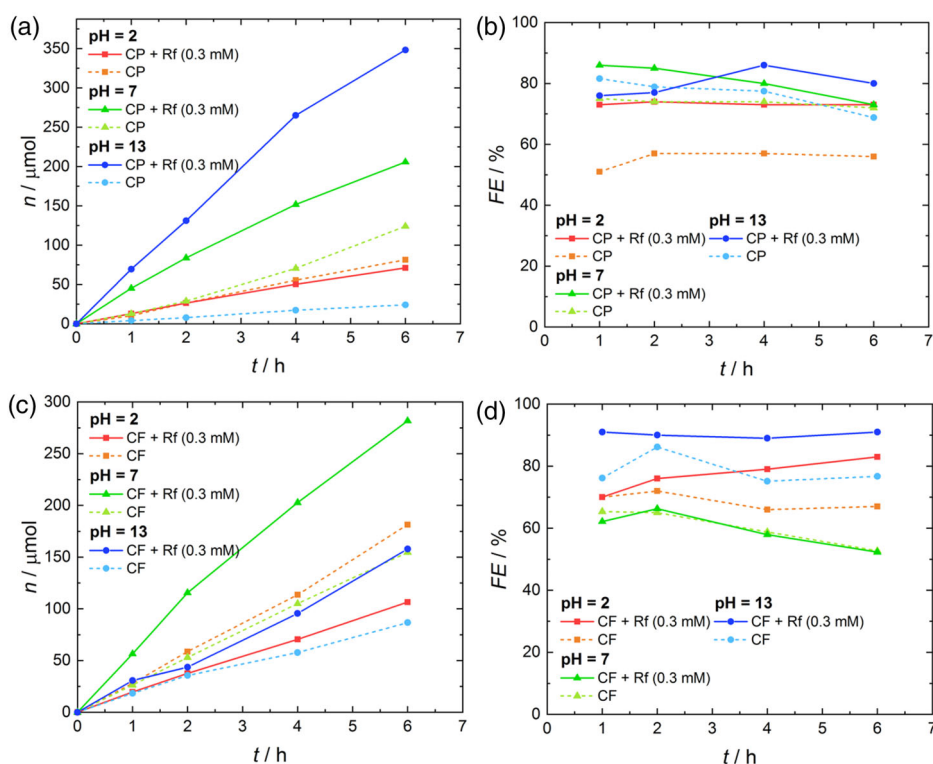 (a)
pH = 2
CP + Rf (0.3 mM)
CP
pH = 7
CP + Rf (0.3 mM)
CP
pH = 13
CP + Rf (0.3 mM)
CP
350
300
250
200
150
100
50
0
n / μmol
0 1 2 3 4 5 6 7
t / h
(b)
100
80
60
40
20
0
FE / %
pH = 2
CP + Rf (0.3 mM)
CP
pH = 7
CP + Rf (0.3 mM)
CP
pH = 13
CP + Rf (0.3 mM)
CP
0 1 2 3 4 5 6 7
t / h
(c)
pH = 2
CF + Rf (0.3 mM)
CF
pH = 7
CF + Rf (0.3 mM)
CF
pH = 13
CF + Rf (0.3 mM)
CF
300
250
200
150
100
50
0
n / μmol
0 1 2 3 4 5 6 7
t / h
(d)
100
80
60
40
20
0
FE / %
pH = 2
CF + Rf (0.3 mM)
CF
pH = 7
CF + Rf (0.3 mM)
CF
pH = 13
CF + Rf (0.3 mM)
CF
0 1 2 3 4 5 6 7
t / h